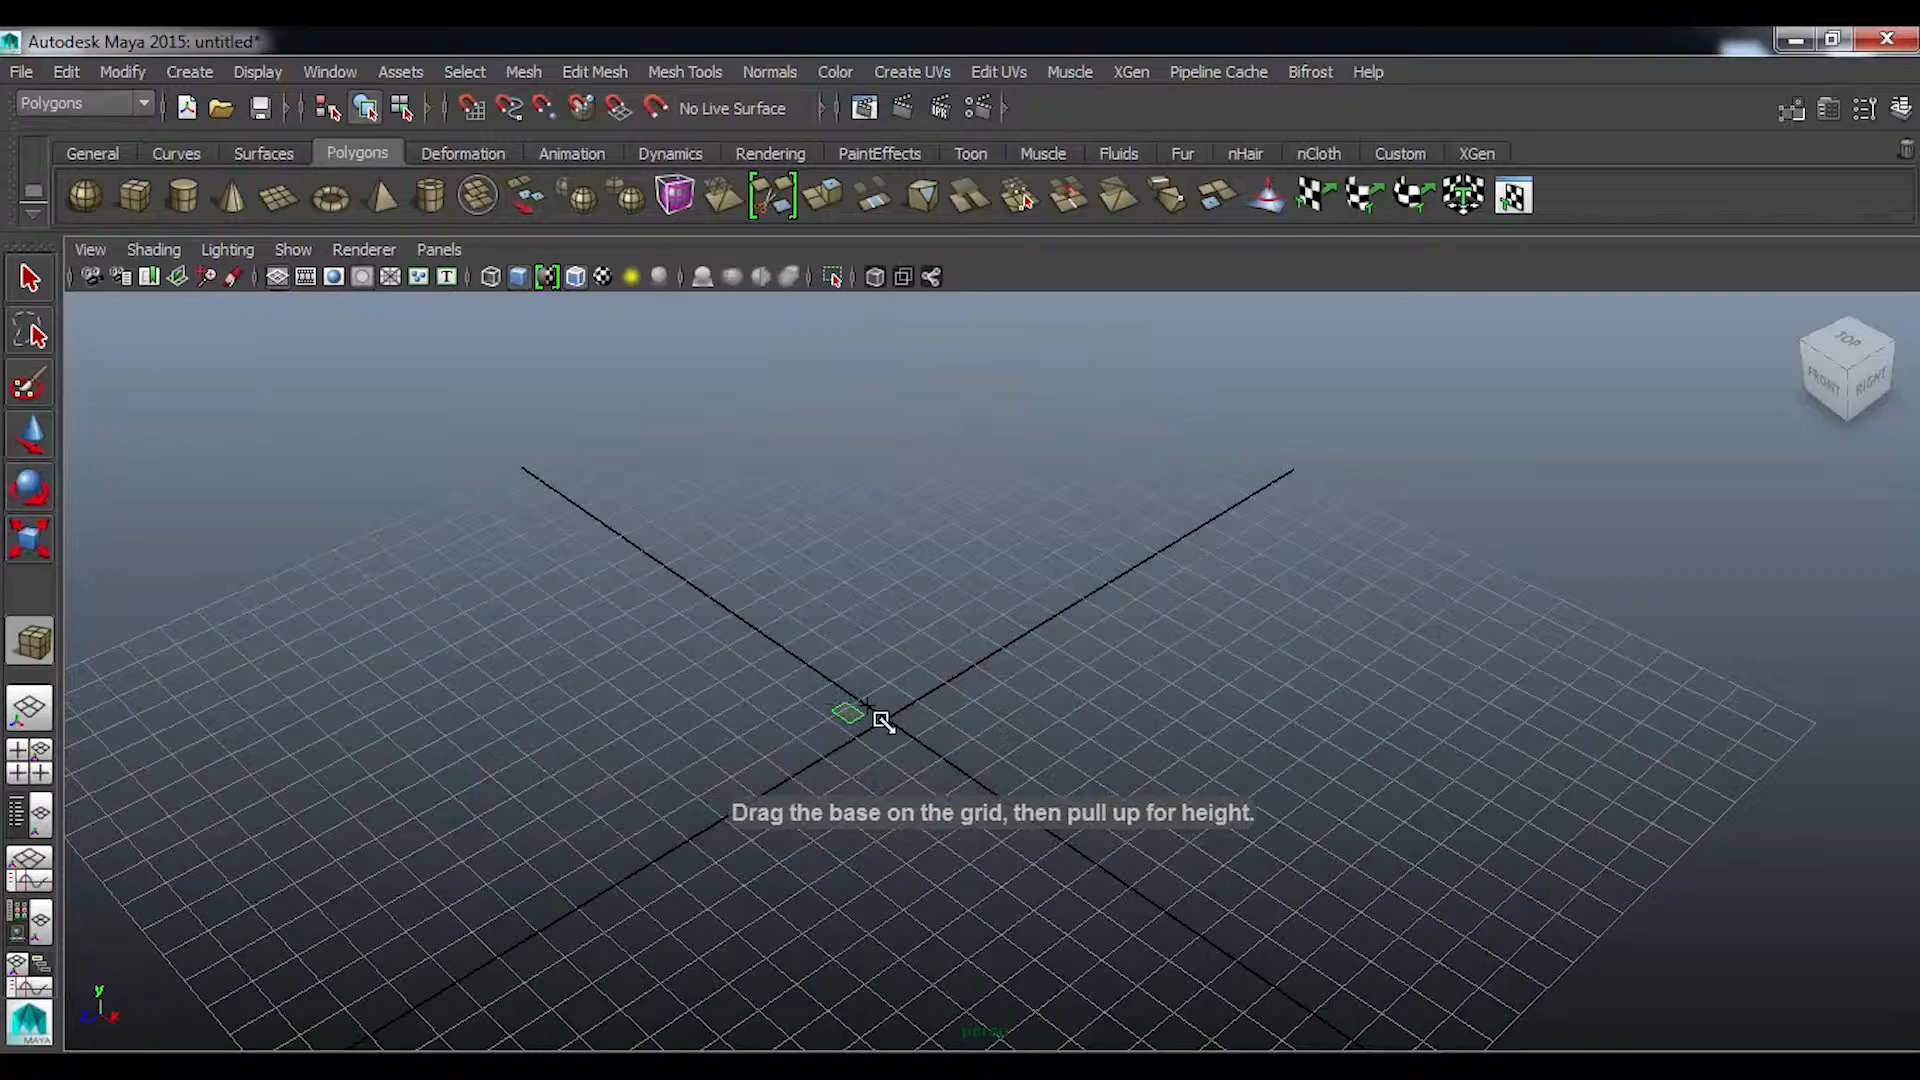 Autodesk Maya 2015: untitled*
File Edit Modify Create Display Window Assets Select Mesh Edit Mesh Mesh Tools Normals Color Create UVs Edit UVs Muscle XGen Pipeline Cache Bifrost Help
Polygons
No Live Surface
IPR
General Curves Surfaces Polygons Deformation Animation Dynamics Rendering PaintEffects Toon Muscle Fluids Fur nHair nCloth Custom XGen
View Shading Lighting Show Renderer Panels
T
TOP
FRONT RIGHT
Drag the base on the grid, then pull up for height.
y
z x
persp
MAYA